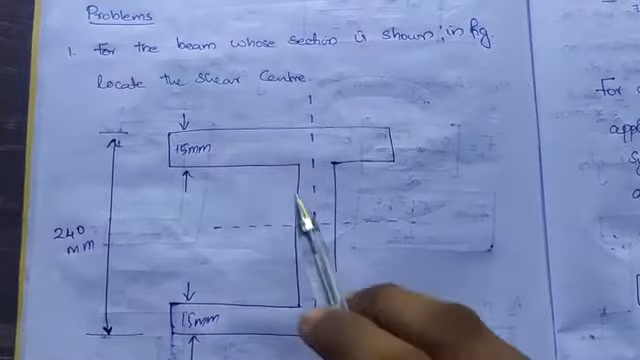 Problems
1. For the beam whose section is shown in fig.
Locate the shear Centre.
15mm
240
mm
15mm
For